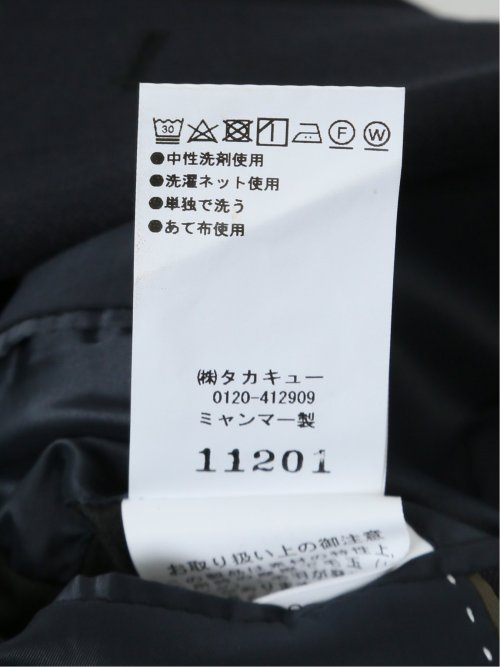 30 F W
●中性洗剤使用
●洗濯ネット使用
●単独で洗う
●あて布使用
㈱タカキュー
0120-412909
ミャンマー製
11201
お取り扱い上の御注意